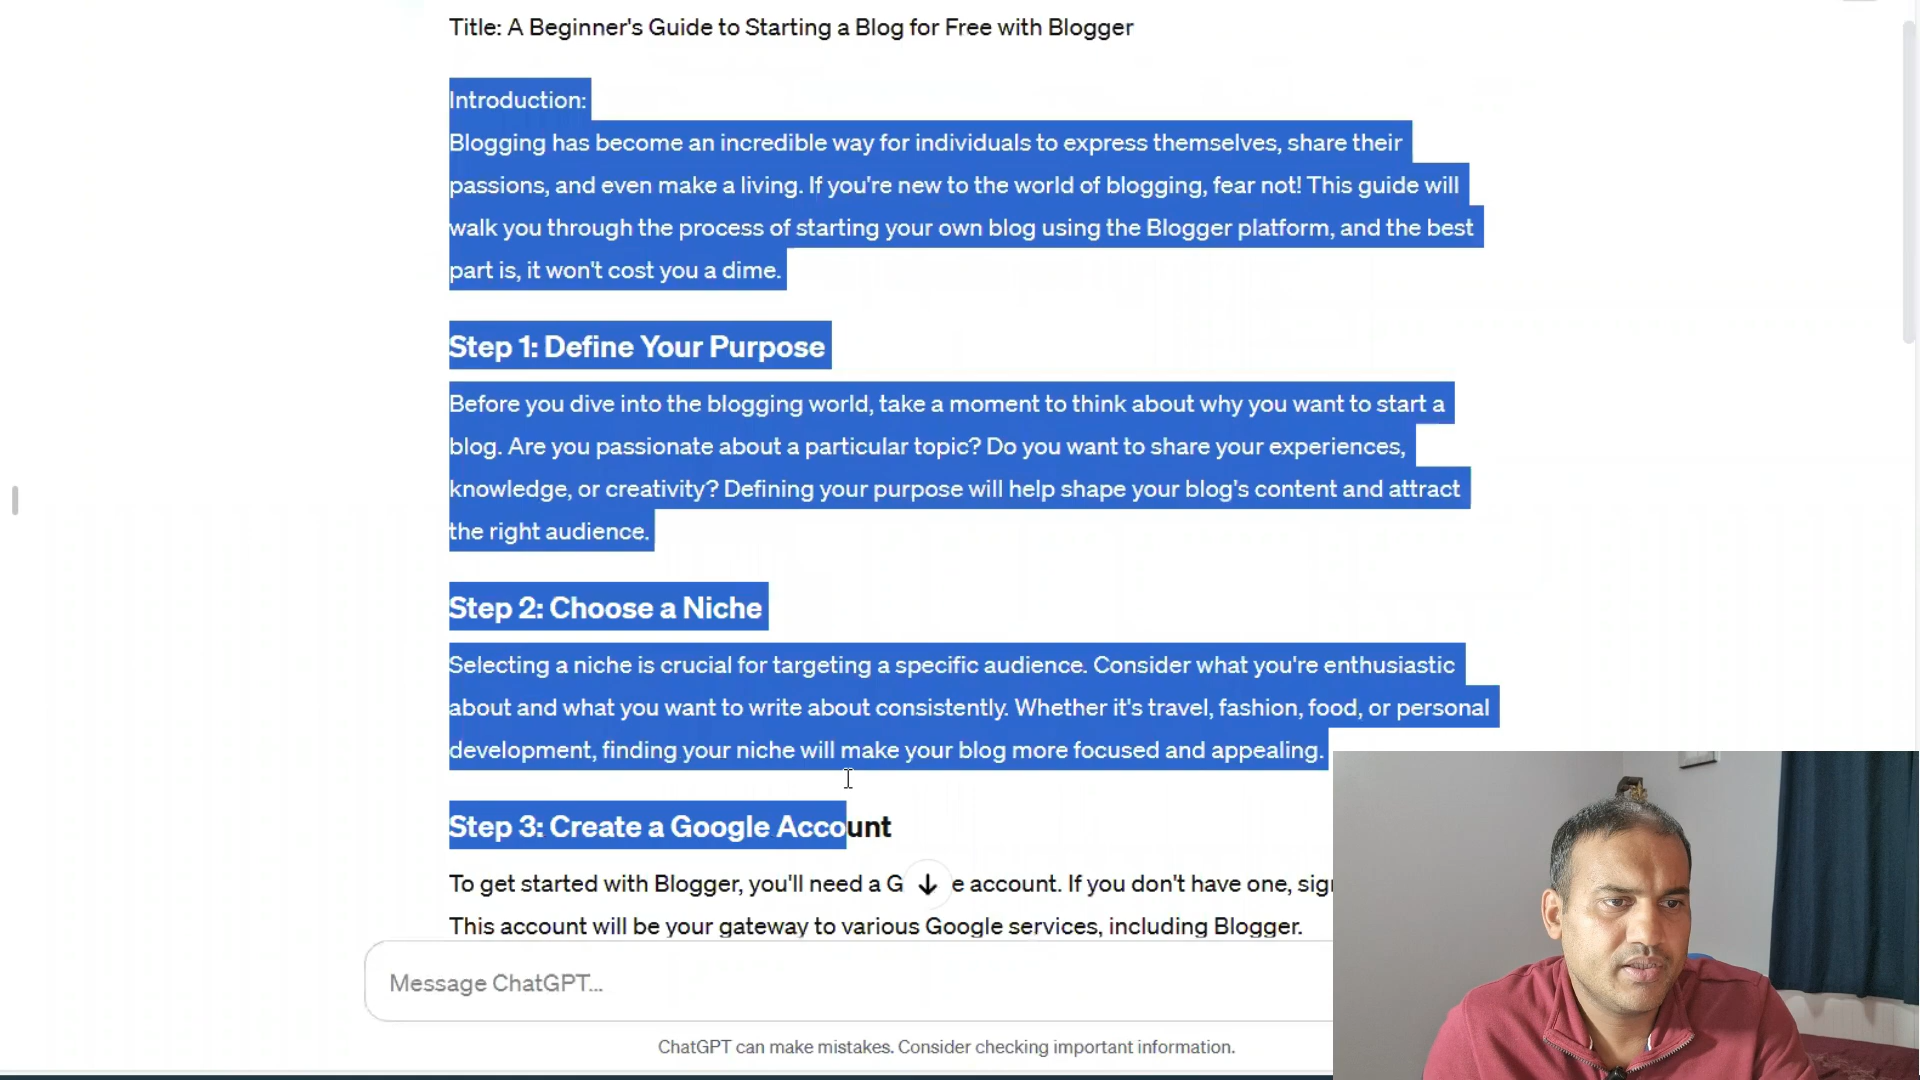 Title: A Beginner's Guide to Starting a Blog for Free with Blogger
Introduction:
Blogging has become an incredible way for individuals to express themselves, share their
passions, and even make a living. If you're new to the world of blogging, fear not! This guide will
walk you through the process of starting your own blog using the Blogger platform, and the best
part is, it won't cost you a dime.
Step 1: Define Your Purpose
Before you dive into the blogging world, take a moment to think about why you want to start a
blog. Are you passionate about a particular topic? Do you want to share your experiences,
knowledge, or creativity? Defining your purpose will help shape your blog's content and attract
the right audience.
Step 2: Choose a Niche
Selecting a niche is crucial for targeting a specific audience. Consider what you're enthusiastic
about and what you want to write about consistently. Whether it's travel, fashion, food, or personal
development, finding your niche will make your blog more focused and appealing.
Step 3: Create a Google Account
To get started with Blogger, you'll need a account. If you don't have one,
This account will be your gateway to various Google services, including Blogger.
Message ChatGPT...
ChatGPT can make mistakes. Consider checking important information.